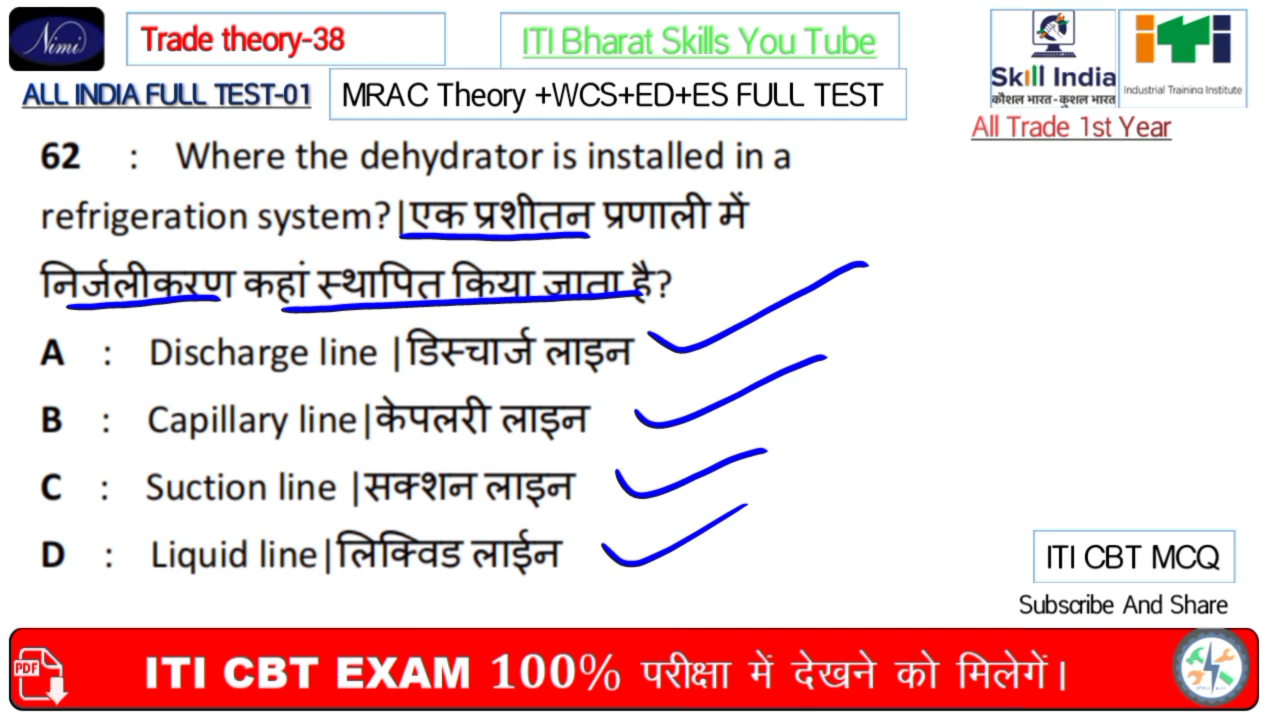 Nimi
Trade theory-38
ITI Bharat Skills You Tube
Skill India
कौशल भारत-कुशल भारत
iTi
Industrial Training Institute
ALL INDIA FULL TEST-01
MRAC Theory +WCS+ED+ES FULL TEST
All Trade 1st Year
62 : Where the dehydrator is installed in a
refrigeration system?|एक प्रशीतन प्रणाली में
निर्जलीकरण कहां स्थापित किया जाता है?
A : Discharge line |डिस्चार्ज लाइन
B : Capillary line|केपलरी लाइन
C : Suction line |सक्शन लाइन
D : Liquid line|लिक्विड लाईन
ITI CBT MCQ
Subscribe And Share
PDF
ITI CBT EXAM 100% परीक्षा में देखने को मिलेगें।